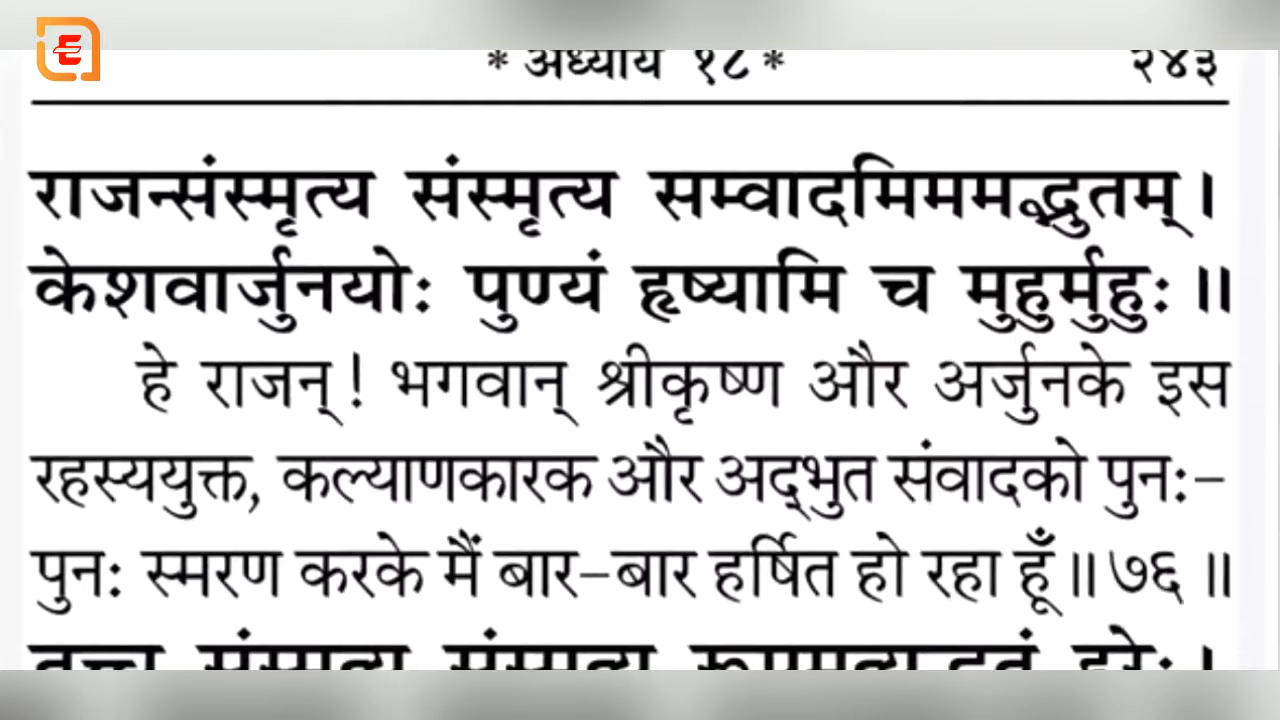 * अध्याय १८ * २४३
राजन्संस्मृत्य संस्मृत्य सम्वादमिममद्भुतम्।
केशवार्जुनयोः पुण्यं हृष्यामि च मुहुर्मुहुः॥
हे राजन्! भगवान् श्रीकृष्ण और अर्जुनके इस
रहस्ययुक्त, कल्याणकारक और अद्‌भुत संवादको पुनः-
पुनः स्मरण करके मैं बार-बार हर्षित हो रहा हूँ॥७६॥